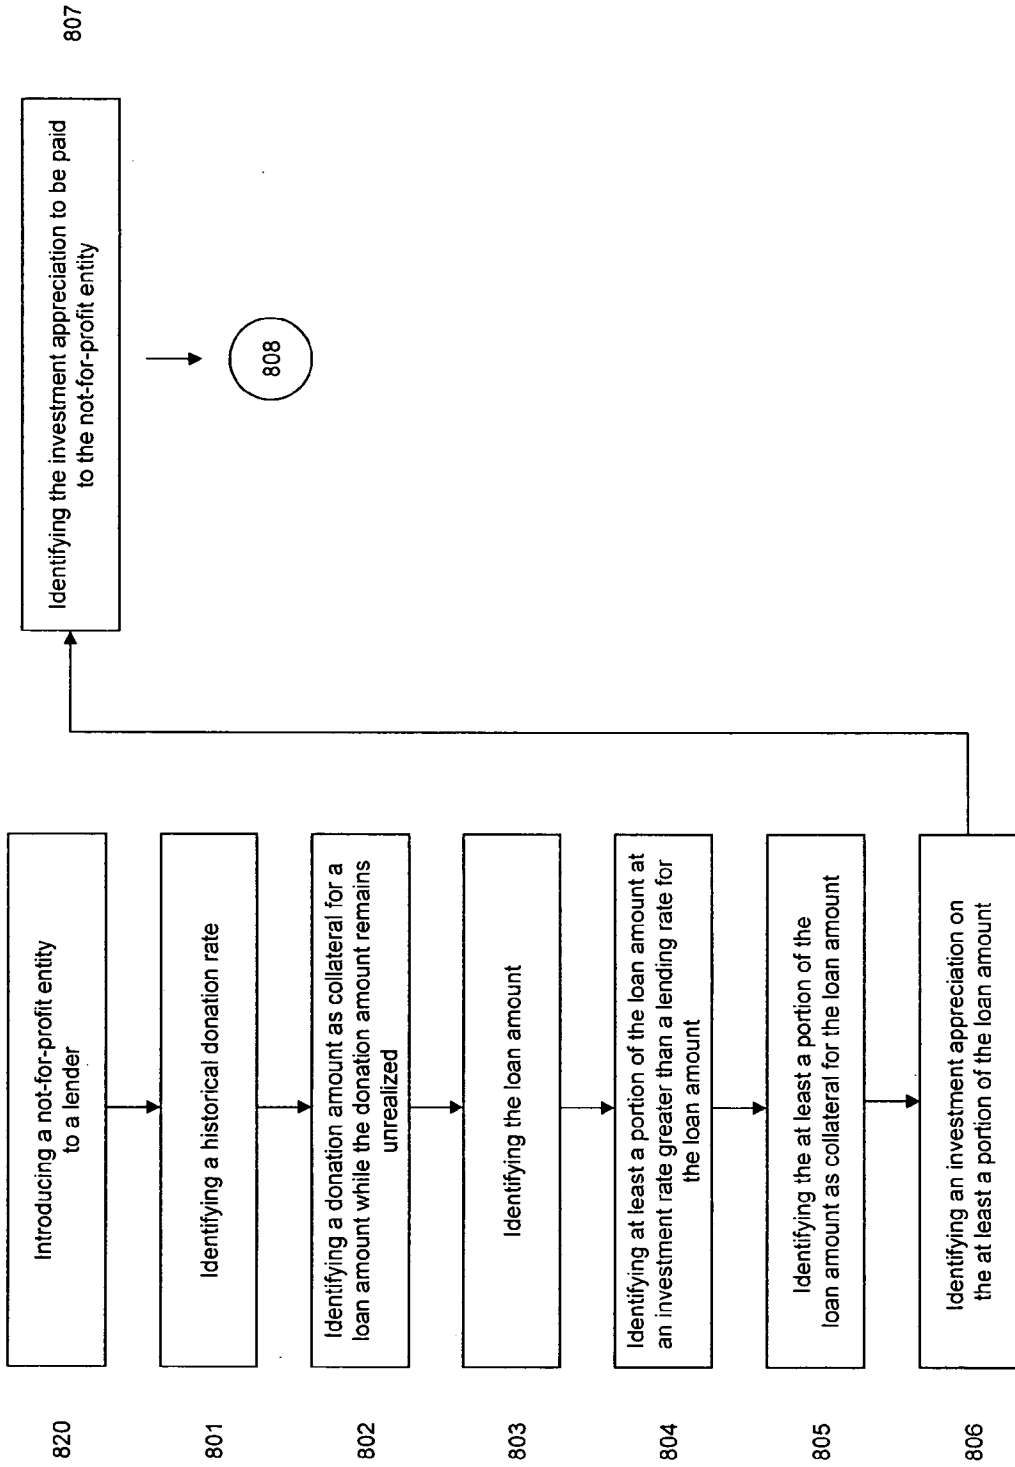 820
Introducing a not-for-profit entity
to a lender
801
Identifying a historical donation rate
802
Identifying a donation amount as collateral for a
loan amount while the donation amount remains
unrealized
803
Identifying the loan amount
804
Identifying at least a portion of the loan amount at
an investment rate greater than a lending rate for
the loan amount
805
Identifying the at least a portion of the
loan amount as collateral for the loan amount
806
Identifying an investment appreciation on
the at least a portion of the loan amount
Identifying the investment appreciation to be paid
to the not-for-profit entity
807
808